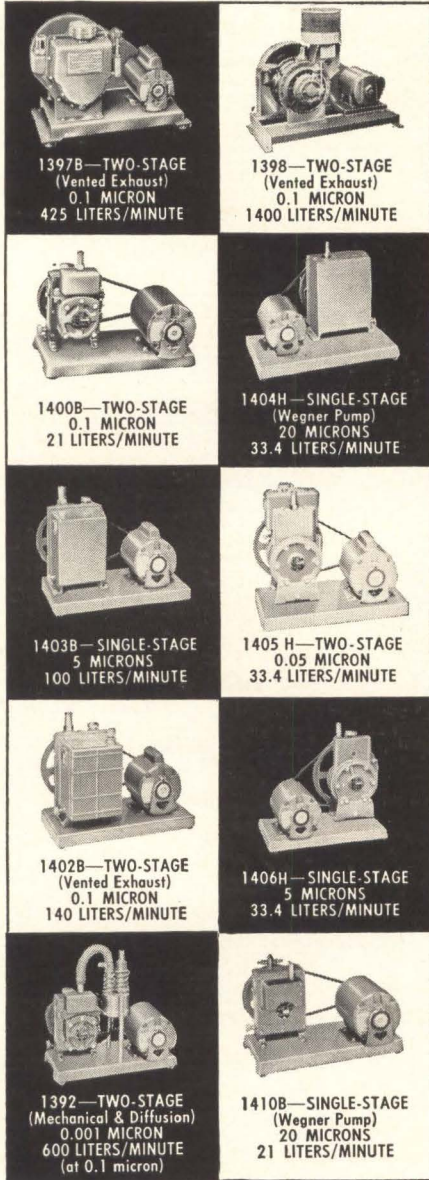 1397B—TWO-STAGE
(Vented Exhaust)
0.1 MICRON
425 LITERS/MINUTE
1398—TWO-STAGE
(Vented Exhaust)
0.1 MICRON
1400 LITERS/MINUTE
1400B—TWO-STAGE
0.1 MICRON
21 LITERS/MINUTE
1404H—SINGLE-STAGE
(Wegner Pump)
20 MICRONS
33.4 LITERS/MINUTE
1403B—SINGLE-STAGE
5 MICRONS
100 LITERS/MINUTE
1405 H—TWO-STAGE
0.05 MICRON
33.4 LITERS/MINUTE
1402B—TWO-STAGE
(Vented Exhaust)
0.1 MICRON
140 LITERS/MINUTE
1406H—SINGLE-STAGE
5 MICRONS
33.4 LITERS/MINUTE
1392—TWO-STAGE
(Mechanical & Diffusion)
0.001 MICRON
600 LITERS/MINUTE
(at 0.1 micron)
1410B—SINGLE-STAGE
(Wegner Pump)
20 MICRONS
21 LITERS/MINUTE